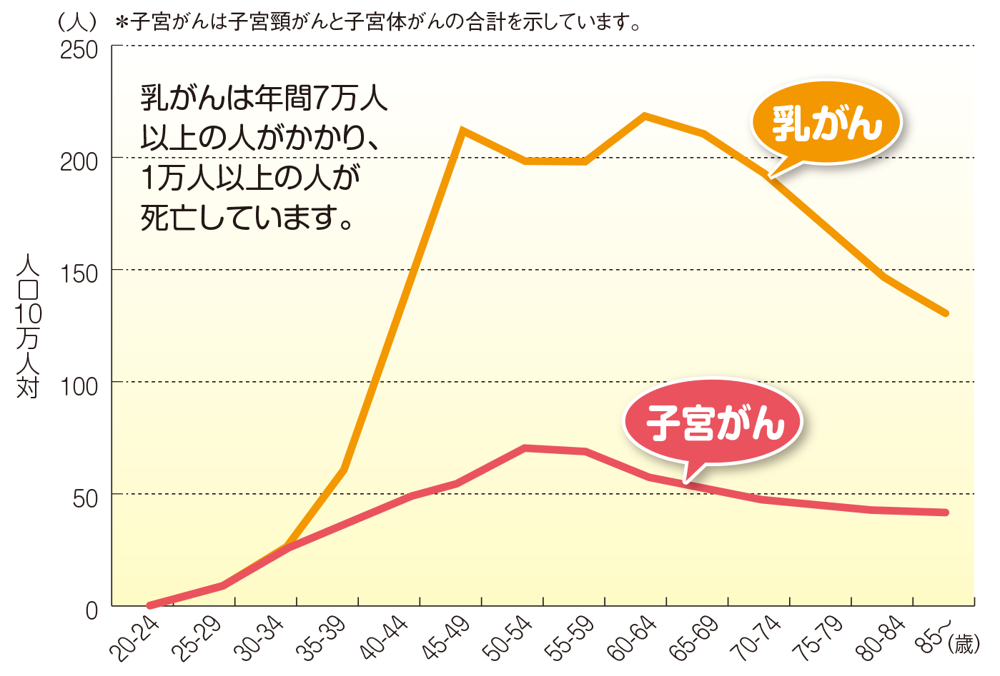 (人) *子宮がんは子宮頸がんと子宮体がんの合計を示しています。
250
200
150
100
50
0
人口10万人対
乳がんは年間7万人
以上の人がかかり、
1万人以上の人が
死亡しています。
乳がん
子宮がん
20-24
25-29
30-34
35-39
40-44
45-49
50-54
55-59
60-64
65-69
70-74
75-79
80-84
85～
(歳)